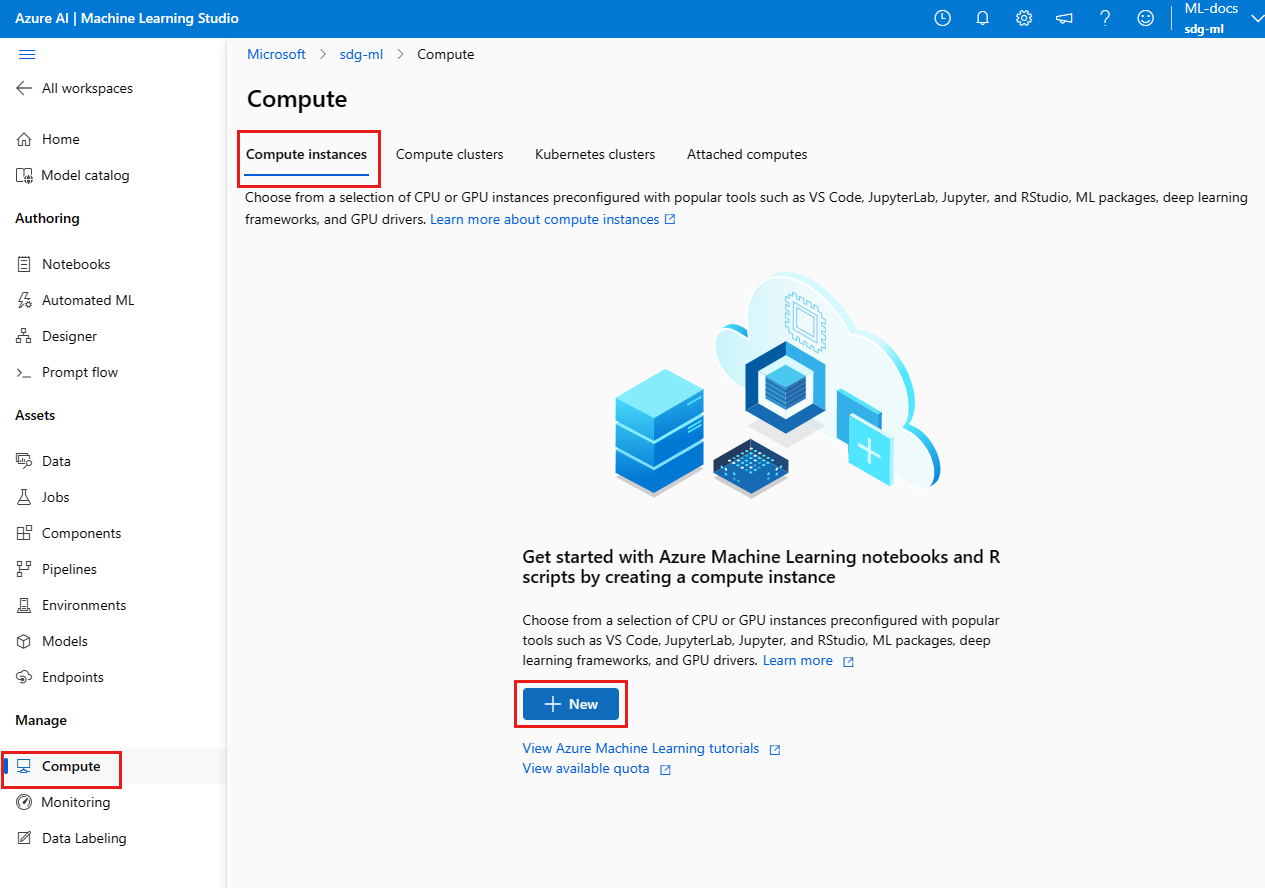 Azure AI | Machine Learning Studio
ML-docs
sdg-ml
All workspaces
Home
Model catalog
Authoring
Notebooks
Automated ML
Designer
Prompt flow
Assets
Data
Jobs
Components
Pipelines
Environments
Models
Endpoints
Manage
Compute
Monitoring
Data Labeling
Microsoft > sdg-ml > Compute
Compute
Compute instances Compute clusters Kubernetes clusters Attached computes
Choose from a selection of CPU or GPU instances preconfigured with popular tools such as VS Code, JupyterLab, Jupyter, and RStudio, ML packages, deep learning
frameworks, and GPU drivers. Learn more about compute instances
Get started with Azure Machine Learning notebooks and R
scripts by creating a compute instance
Choose from a selection of CPU or GPU instances preconfigured with popular
tools such as VS Code, JupyterLab, Jupyter, and RStudio, ML packages, deep
learning frameworks, and GPU drivers. Learn more
New
View Azure Machine Learning tutorials
View available quota